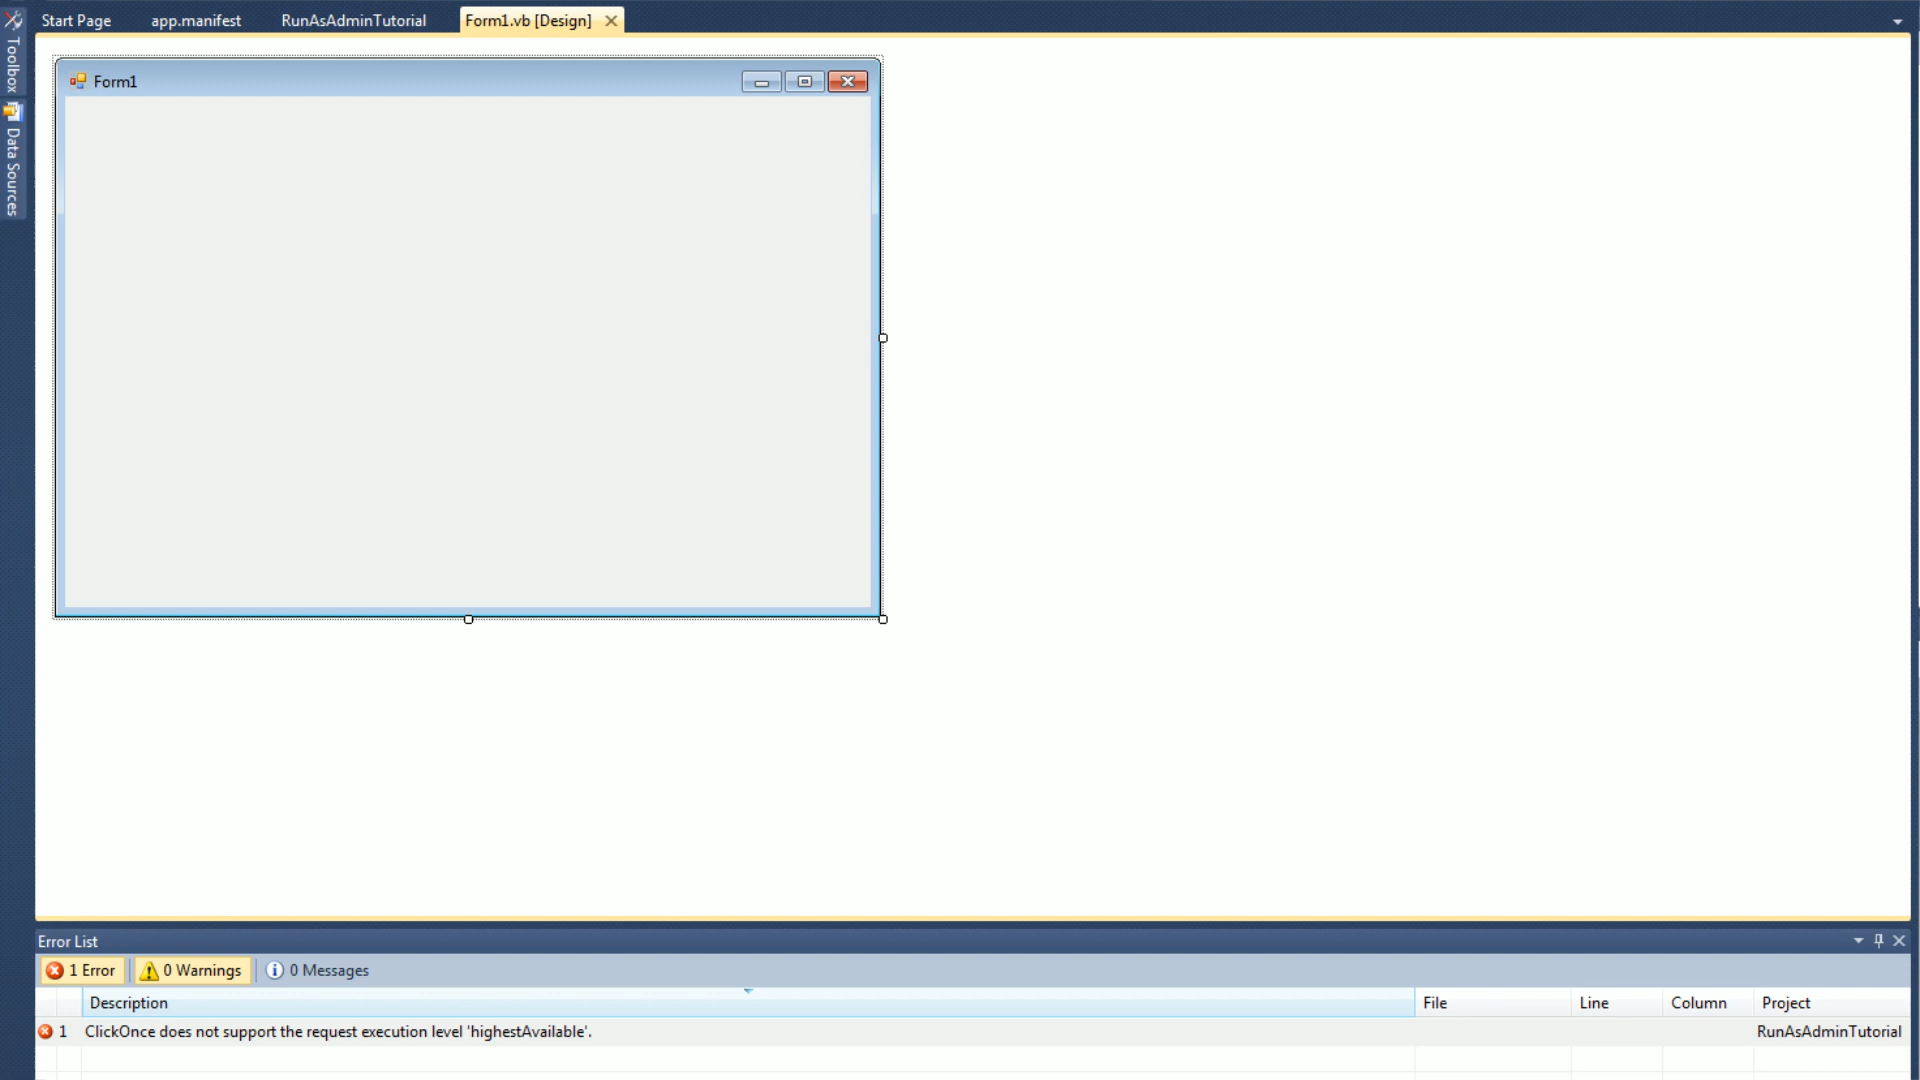 Start Page app.manifest RunAsAdminTutorial Form1.vb [Design]
Toolbox
Data Sources
Form1
Error List
1 Error 0 Warnings 0 Messages
Description File Line Column Project
1 ClickOnce does not support the request execution level 'highestAvailable'. RunAsAdminTutorial